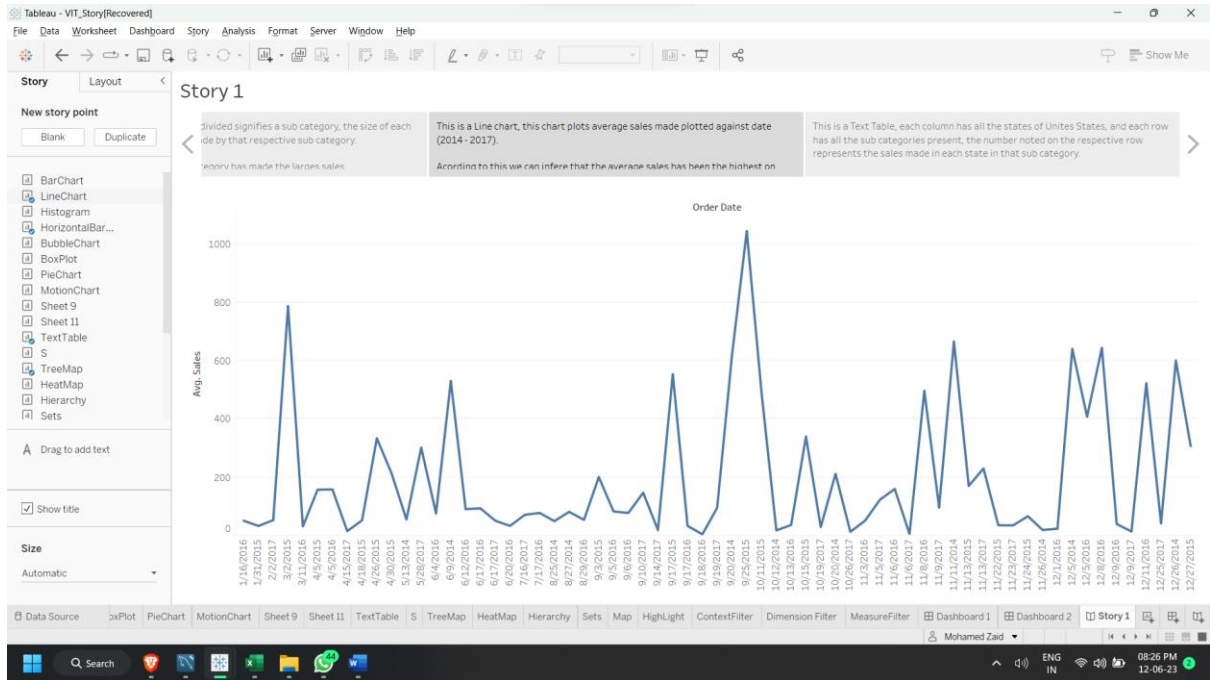 Tableau - VIT_Story[Recovered]
File Data Worksheet Dashboard Story Analysis Format Server Window Help
Show Me
Story Layout
New story point
Blank Duplicate
BarChart
LineChart
Histogram
HorizontalBar...
BubbleChart
BoxPlot
PieChart
MotionChart
Sheet 9
Sheet 11
TextTable
S
TreeMap
HeatMap
Hierarchy
Sets
A Drag to add text
Show title
Size
Automatic
Story 1
divided signifies a sub category, the size of each
de by that respective sub category.
tegory has made the larges sales
This is a Line chart, this chart plots average sales made plotted against date
(2014 - 2017).
Acording to this we can infere that the average sales has been the highest on
This is a Text Table, each column has all the states of Unites States, and each row
has all the sub categories present, the number noted on the respective row
represents the sales made in each state in that sub category.
Order Date
Avg. Sales
1000
800
600
400
200
0
1/16/2016
1/31/2015
2/2/2017
3/2/2015
3/11/2016
4/5/2015
4/5/2016
4/15/2017
4/26/2015
4/30/2016
5/13/2014
5/28/2017
6/4/2016
6/9/2014
6/12/2016
6/17/2017
6/20/2016
7/16/2017
7/17/2016
8/25/2014
8/27/2014
8/29/2016
9/3/2015
9/5/2016
9/6/2016
9/10/2017
9/14/2017
9/17/2015
9/17/2016
9/18/2016
9/19/2017
9/20/2014
9/25/2015
10/11/2015
10/12/2017
10/13/2016
10/15/2015
10/19/2017
10/20/2014
10/26/2017
11/3/2016
11/5/2017
11/6/2016
11/6/2017
11/8/2016
11/9/2017
11/11/2014
11/13/2015
11/13/2017
11/22/2015
11/23/2017
11/24/2015
11/26/2014
12/1/2016
12/5/2016
12/8/2016
12/9/2016
12/9/2017
12/11/2016
12/25/2017
12/26/2014
12/27/2015
Data Source oxPlot PieChart MotionChart Sheet 9 Sheet 11 TextTable S TreeMap HeatMap Hierarchy Sets Map HighLight ContextFilter Dimension Filter MeasureFilter Dashboard 1 Dashboard 2 Story 1
Mohamed Zaid
Search
44
ENG
IN
08:26 PM
12-06-23
2